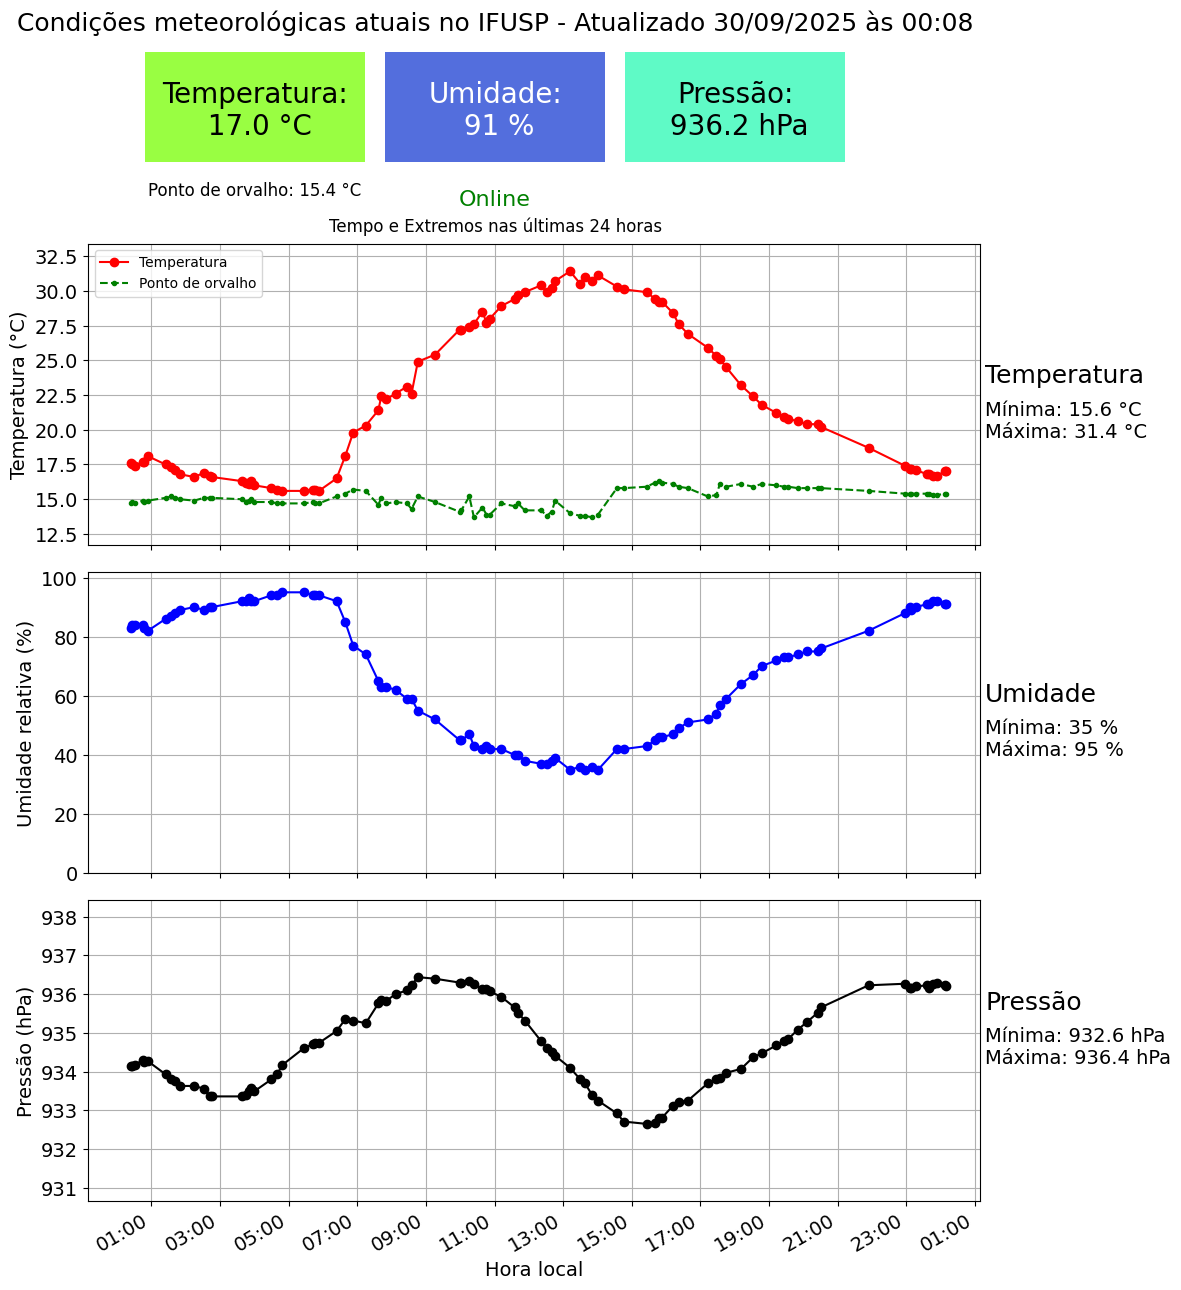 Condições meteorológicas atuais no IFUSP - Atualizado 30/09/2025 às 00:08
Temperatura:
17.0 °C
Umidade:
91 %
Pressão:
936.2 hPa
Ponto de orvalho: 15.4 °C
Online
Tempo e Extremos nas últimas 24 horas
Temperatura
Ponto de orvalho
Temperatura (°C)
32.5
30.0
27.5
25.0
22.5
20.0
17.5
15.0
12.5
Temperatura
Mínima: 15.6 °C
Máxima: 31.4 °C
Umidade relativa (%)
100
80
60
40
20
0
Umidade
Mínima: 35 %
Máxima: 95 %
Pressão (hPa)
938
937
936
935
934
933
932
931
Pressão
Mínima: 932.6 hPa
Máxima: 936.4 hPa
01:00
03:00
05:00
07:00
09:00
11:00
13:00
15:00
17:00
19:00
21:00
23:00
01:00
Hora local